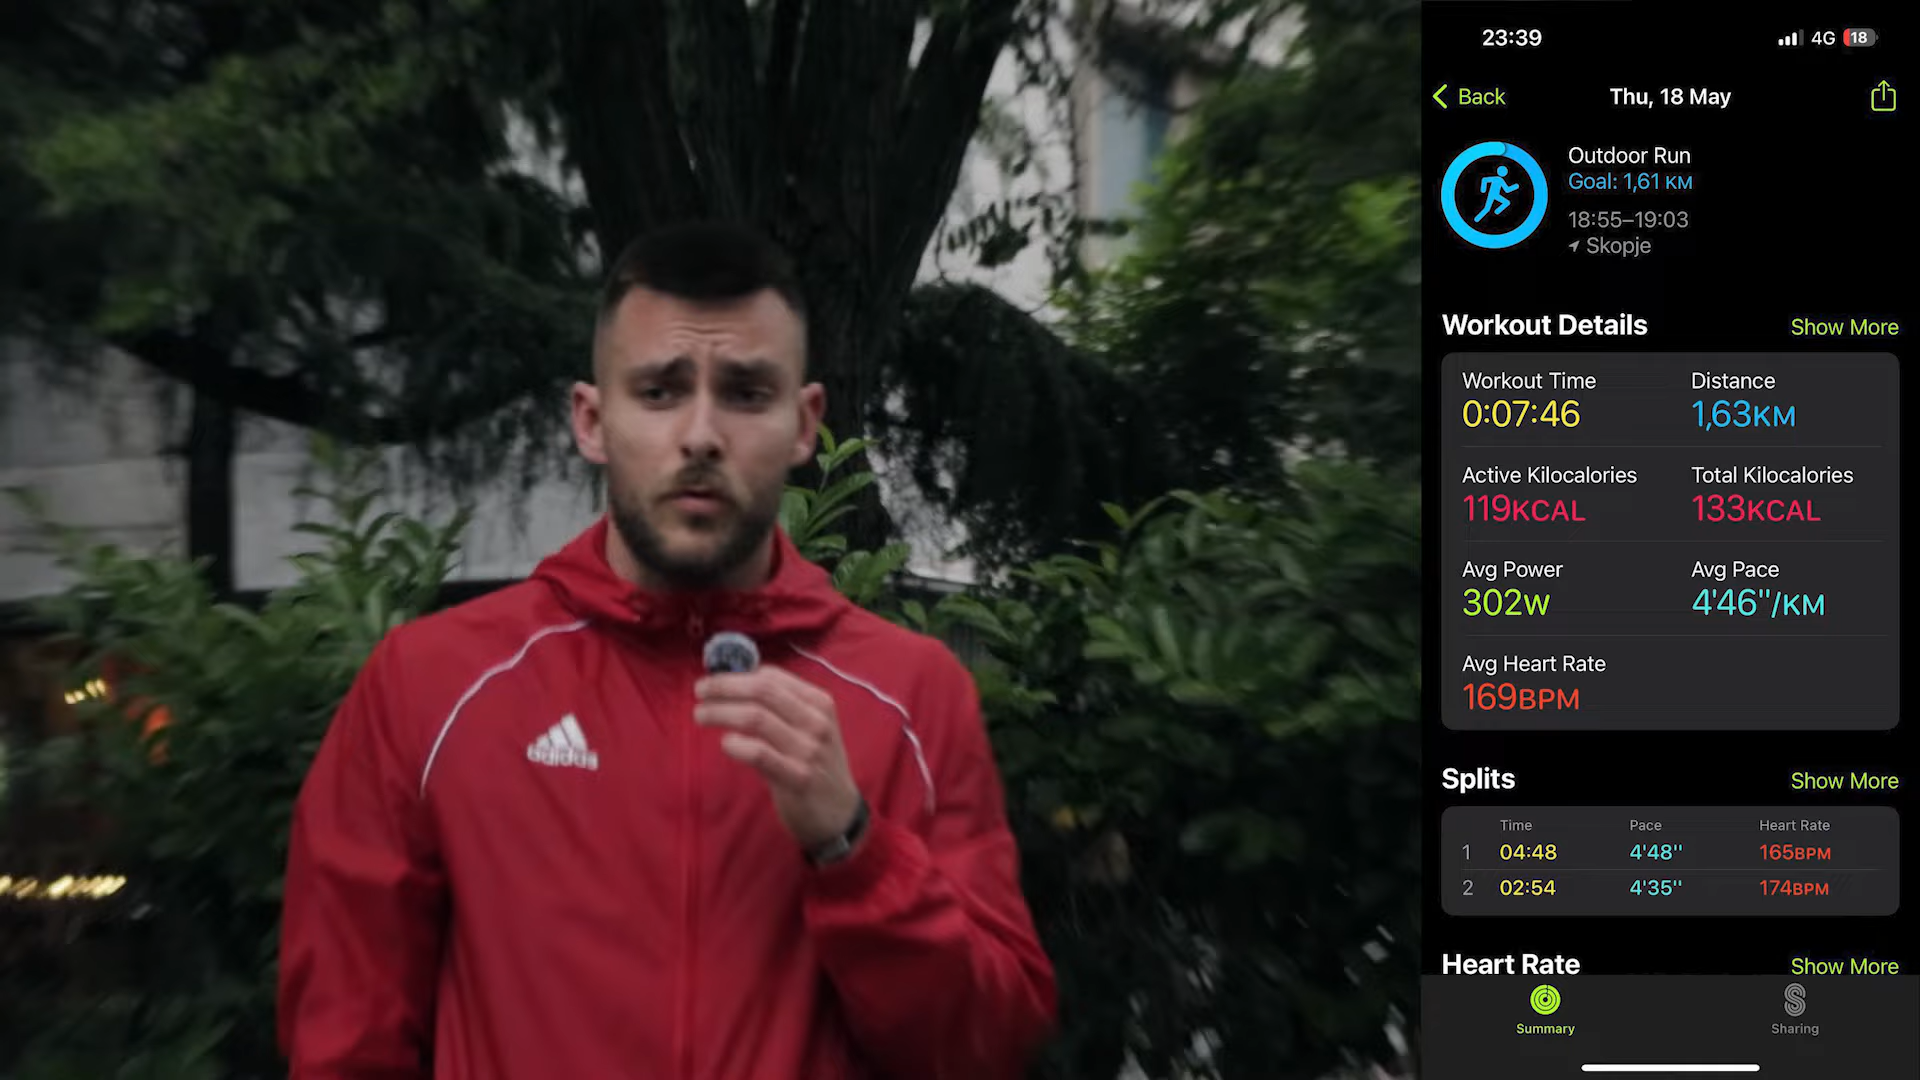 adidas
23:39
4G 18
Back
Thu, 18 May
Outdoor Run
Goal: 1,61 KM
18:55–19:03
Skopje
Workout Details Show More
Workout Time Distance
0:07:46 1,63KM
Active Kilocalories Total Kilocalories
119KCAL 133KCAL
Avg Power Avg Pace
302W 4'46''/KM
Avg Heart Rate
169BPM
Splits Show More
Time Pace Heart Rate
1 04:48 4'48'' 165BPM
2 02:54 4'35'' 174BPM
Heart Rate Show More
Summary Sharing